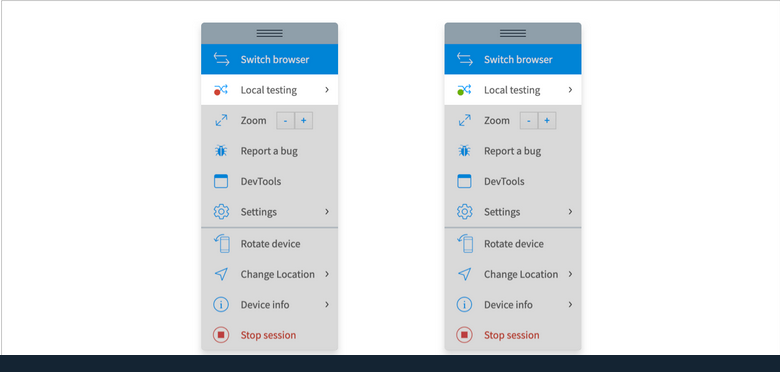 Switch browser
Local testing
Zoom - +
Report a bug
DevTools
Settings
Rotate device
Change Location
Device info
Stop session
Switch browser
Local testing
Zoom - +
Report a bug
DevTools
Settings
Rotate device
Change Location
Device info
Stop session